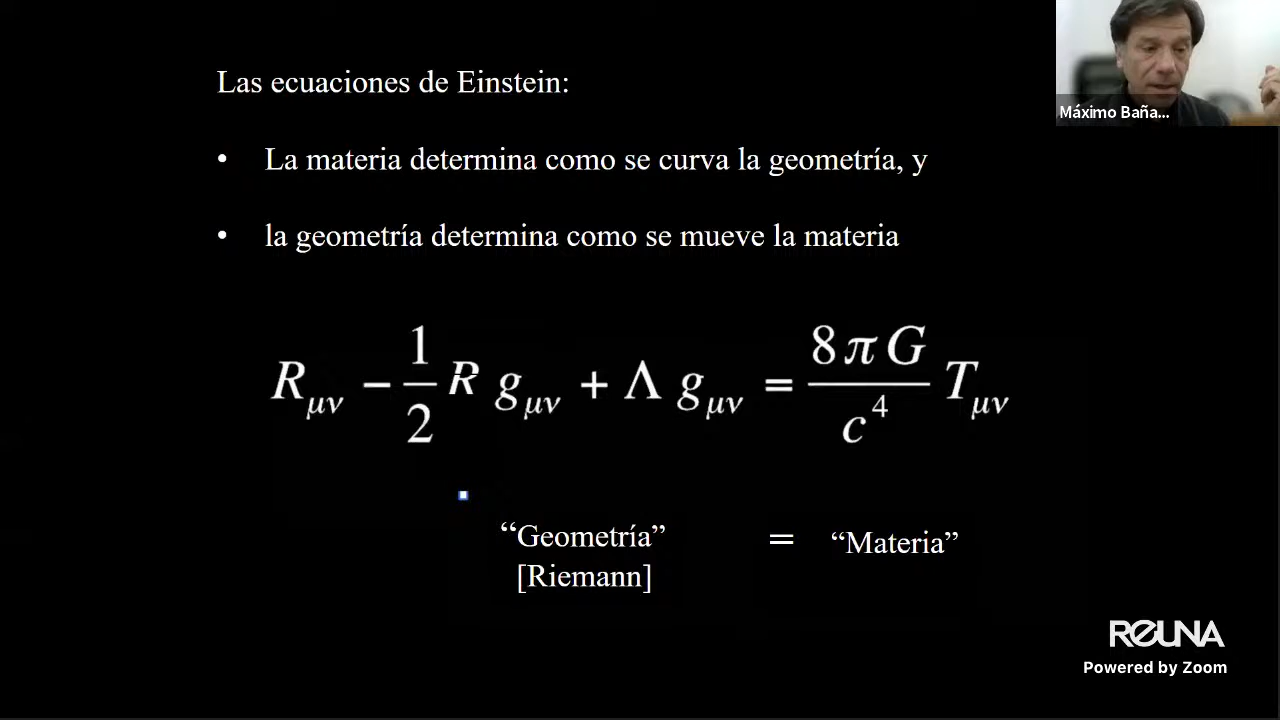 Las ecuaciones de Einstein:
• La materia determina como se curva la geometría, y
• la geometría determina como se mueve la materia
R_{μν} − \frac{1}{2} R g_{μν} + Λ g_{μν} = \frac{8πG}{c^4} T_{μν}
“Geometría” = “Materia”
[Riemann]
Máximo Baña...
REUNA
Powered by Zoom